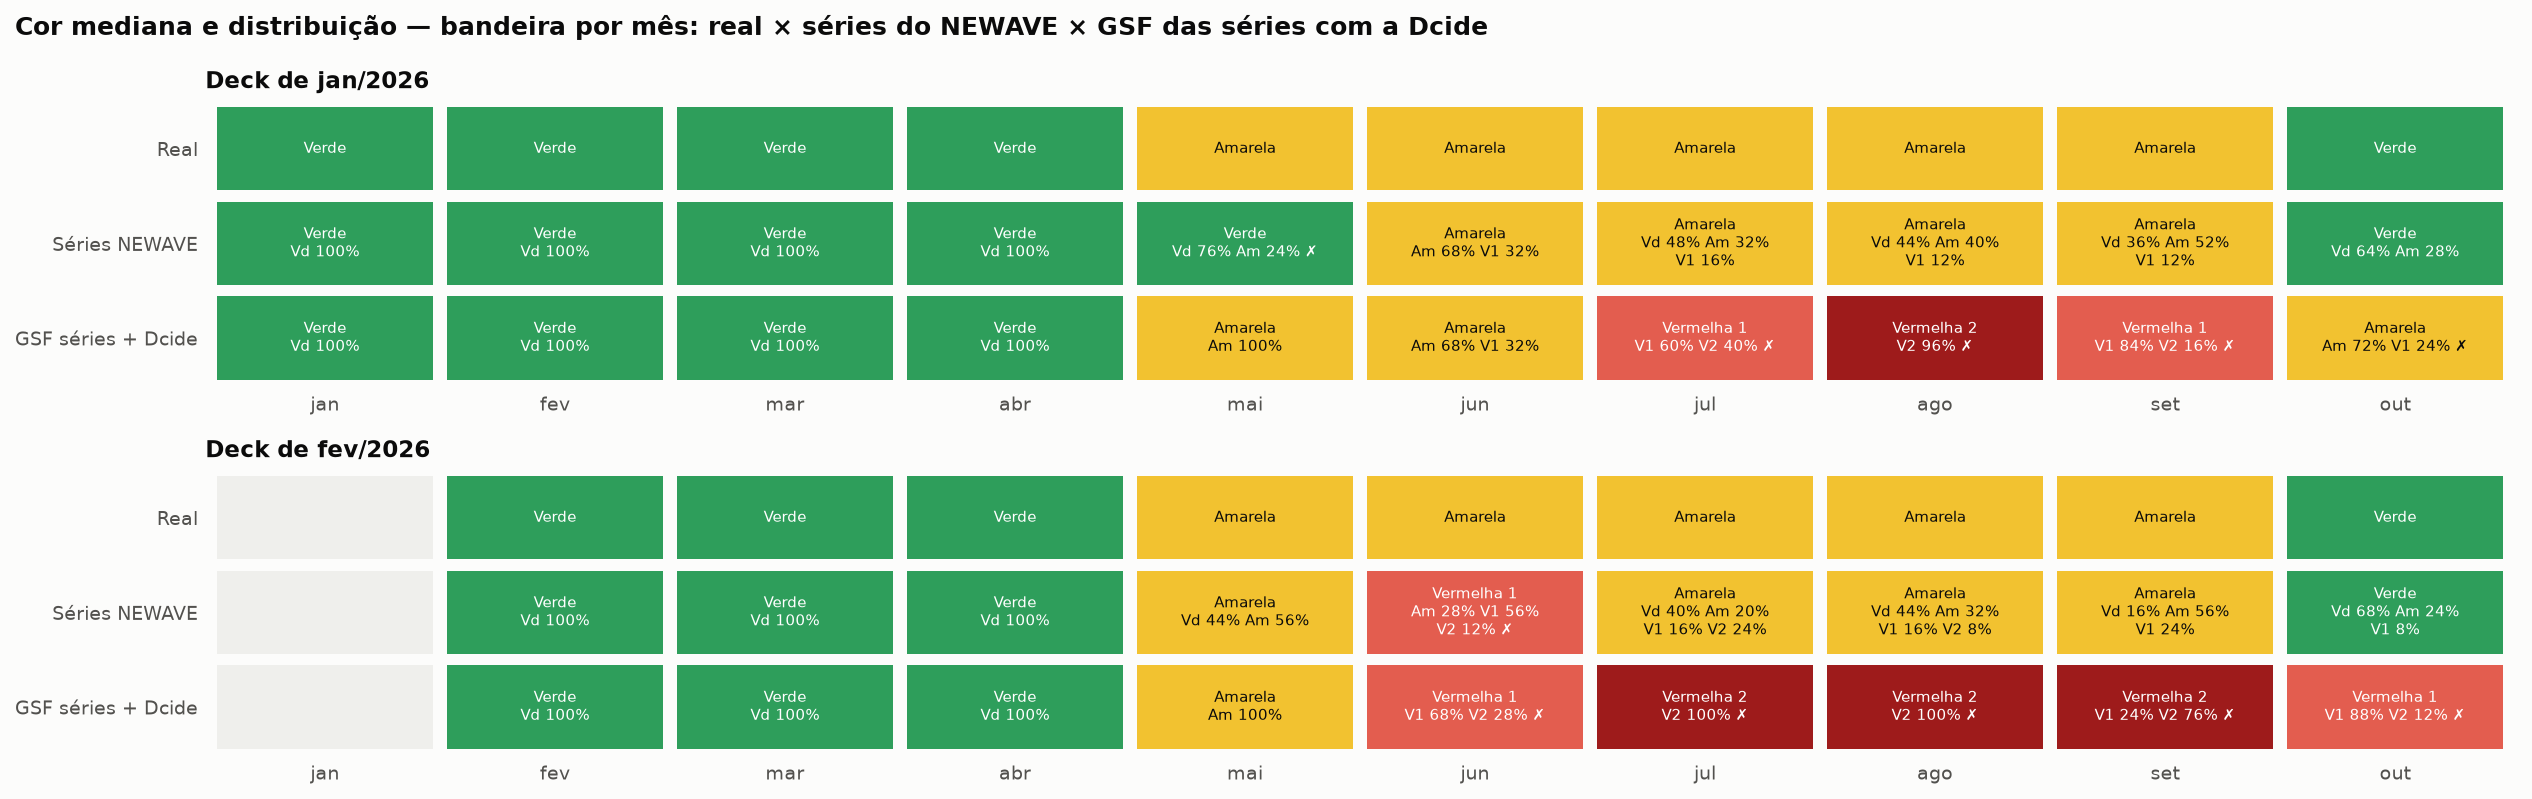 Cor mediana e distribuição — bandeira por mês: real × séries do NEWAVE × GSF das séries com a Dcide
Deck de jan/2026
Real
Verde
Verde
Verde
Verde
Amarela
Amarela
Amarela
Amarela
Amarela
Verde
Séries NEWAVE
Verde
Vd 100%
Verde
Vd 100%
Verde
Vd 100%
Verde
Vd 100%
Verde
Vd 76% Am 24% ✗
Amarela
Am 68% V1 32%
Amarela
Vd 48% Am 32%
V1 16%
Amarela
Vd 44% Am 40%
V1 12%
Amarela
Vd 36% Am 52%
V1 12%
Verde
Vd 64% Am 28%
GSF séries + Dcide
Verde
Vd 100%
Verde
Vd 100%
Verde
Vd 100%
Verde
Vd 100%
Amarela
Am 100%
Amarela
Am 68% V1 32%
Vermelha 1
V1 60% V2 40% ✗
Vermelha 2
V2 96% ✗
Vermelha 1
V1 84% V2 16% ✗
Amarela
Am 72% V1 24% ✗
jan fev mar abr mai jun jul ago set out
Deck de fev/2026
Real
Verde
Verde
Verde
Amarela
Amarela
Amarela
Amarela
Amarela
Verde
Séries NEWAVE
Verde
Vd 100%
Verde
Vd 100%
Verde
Vd 100%
Amarela
Vd 44% Am 56%
Vermelha 1
Am 28% V1 56%
V2 12% ✗
Amarela
Vd 40% Am 20%
V1 16% V2 24%
Amarela
Vd 44% Am 32%
V1 16% V2 8%
Amarela
Vd 16% Am 56%
V1 24%
Verde
Vd 68% Am 24%
V1 8%
GSF séries + Dcide
Verde
Vd 100%
Verde
Vd 100%
Verde
Vd 100%
Amarela
Am 100%
Vermelha 1
V1 68% V2 28% ✗
Vermelha 2
V2 100% ✗
Vermelha 2
V2 100% ✗
Vermelha 2
V1 24% V2 76% ✗
Vermelha 1
V1 88% V2 12% ✗
jan fev mar abr mai jun jul ago set out